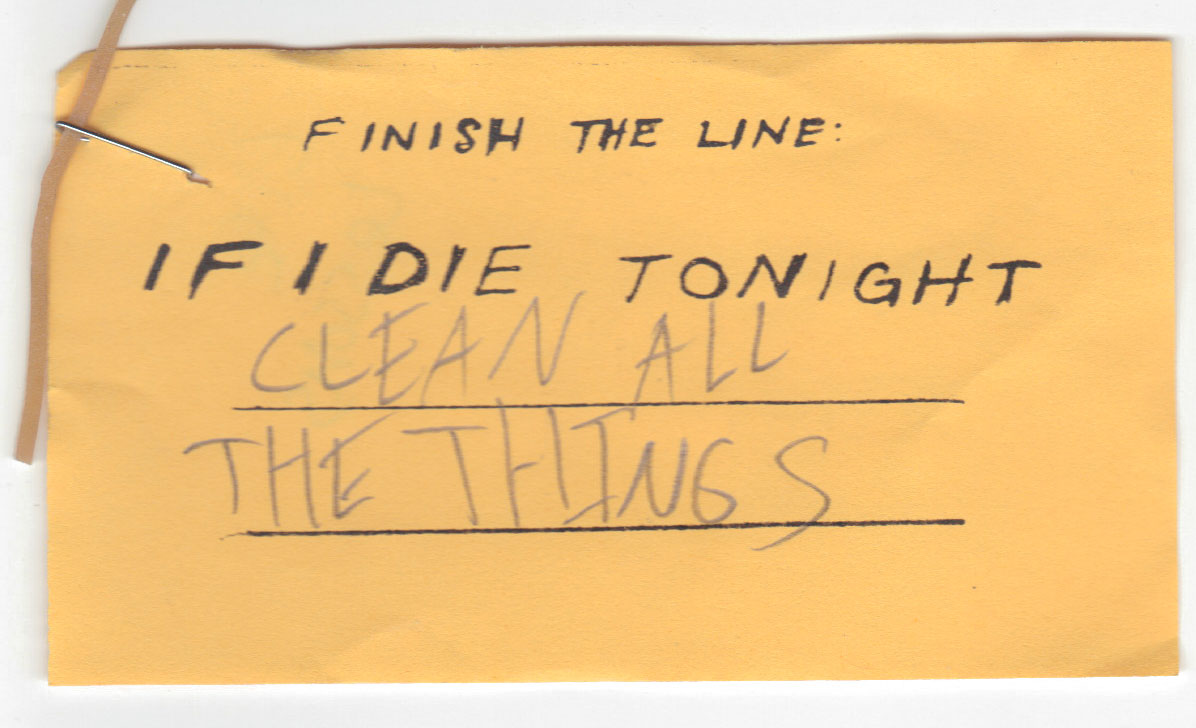 FINISH THE LINE:
IF I DIE TONIGHT
CLEAN ALL
THE THINGS